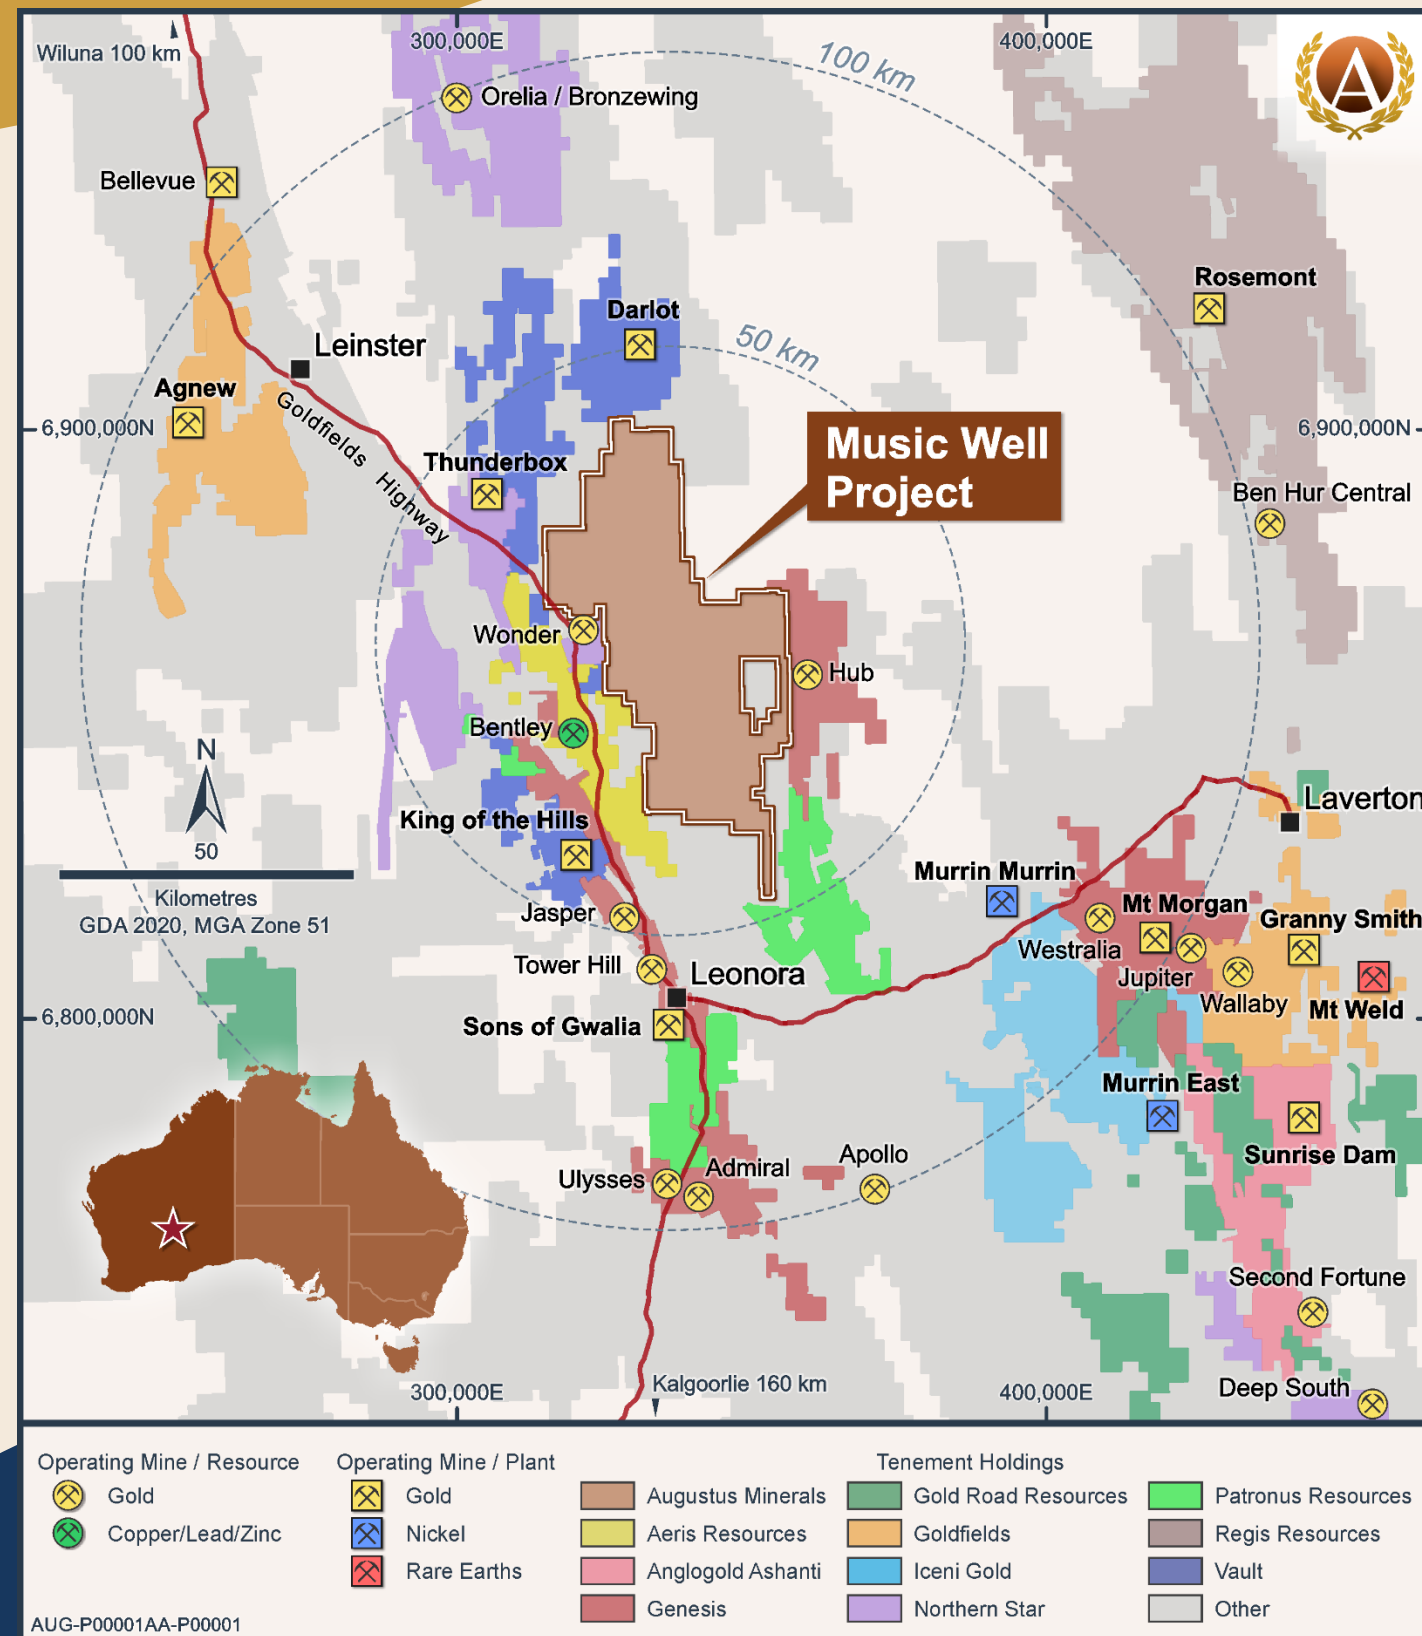 Wiluna 100 km
300,000E
400,000E
100 km
A
Orelia / Bronzewing
Bellevue
Rosemont
Darlot
50 km
Leinster
Agnew
Goldfields Highway
6,900,000N
6,900,000N
Music Well
Project
Thunderbox
Ben Hur Central
Wonder
Hub
Bentley
N
50
Kilometres
GDA 2020, MGA Zone 51
King of the Hills
Laverton
Murrin Murrin
Jasper
Mt Morgan
Granny Smith
Westralia
Jupiter
Tower Hill
Leonora
Wallaby
Mt Weld
6,800,000N
Sons of Gwalia
Murrin East
Sunrise Dam
Ulysses
Admiral
Apollo
Second Fortune
Deep South
300,000E
Kalgoorlie 160 km
400,000E
Operating Mine / Resource
Gold
Copper/Lead/Zinc
Operating Mine / Plant
Gold
Nickel
Rare Earths
Tenement Holdings
Augustus Minerals
Aeris Resources
Anglogold Ashanti
Genesis
Gold Road Resources
Goldfields
Iceni Gold
Northern Star
Patronus Resources
Regis Resources
Vault
Other
AUG-P00001AA-P00001